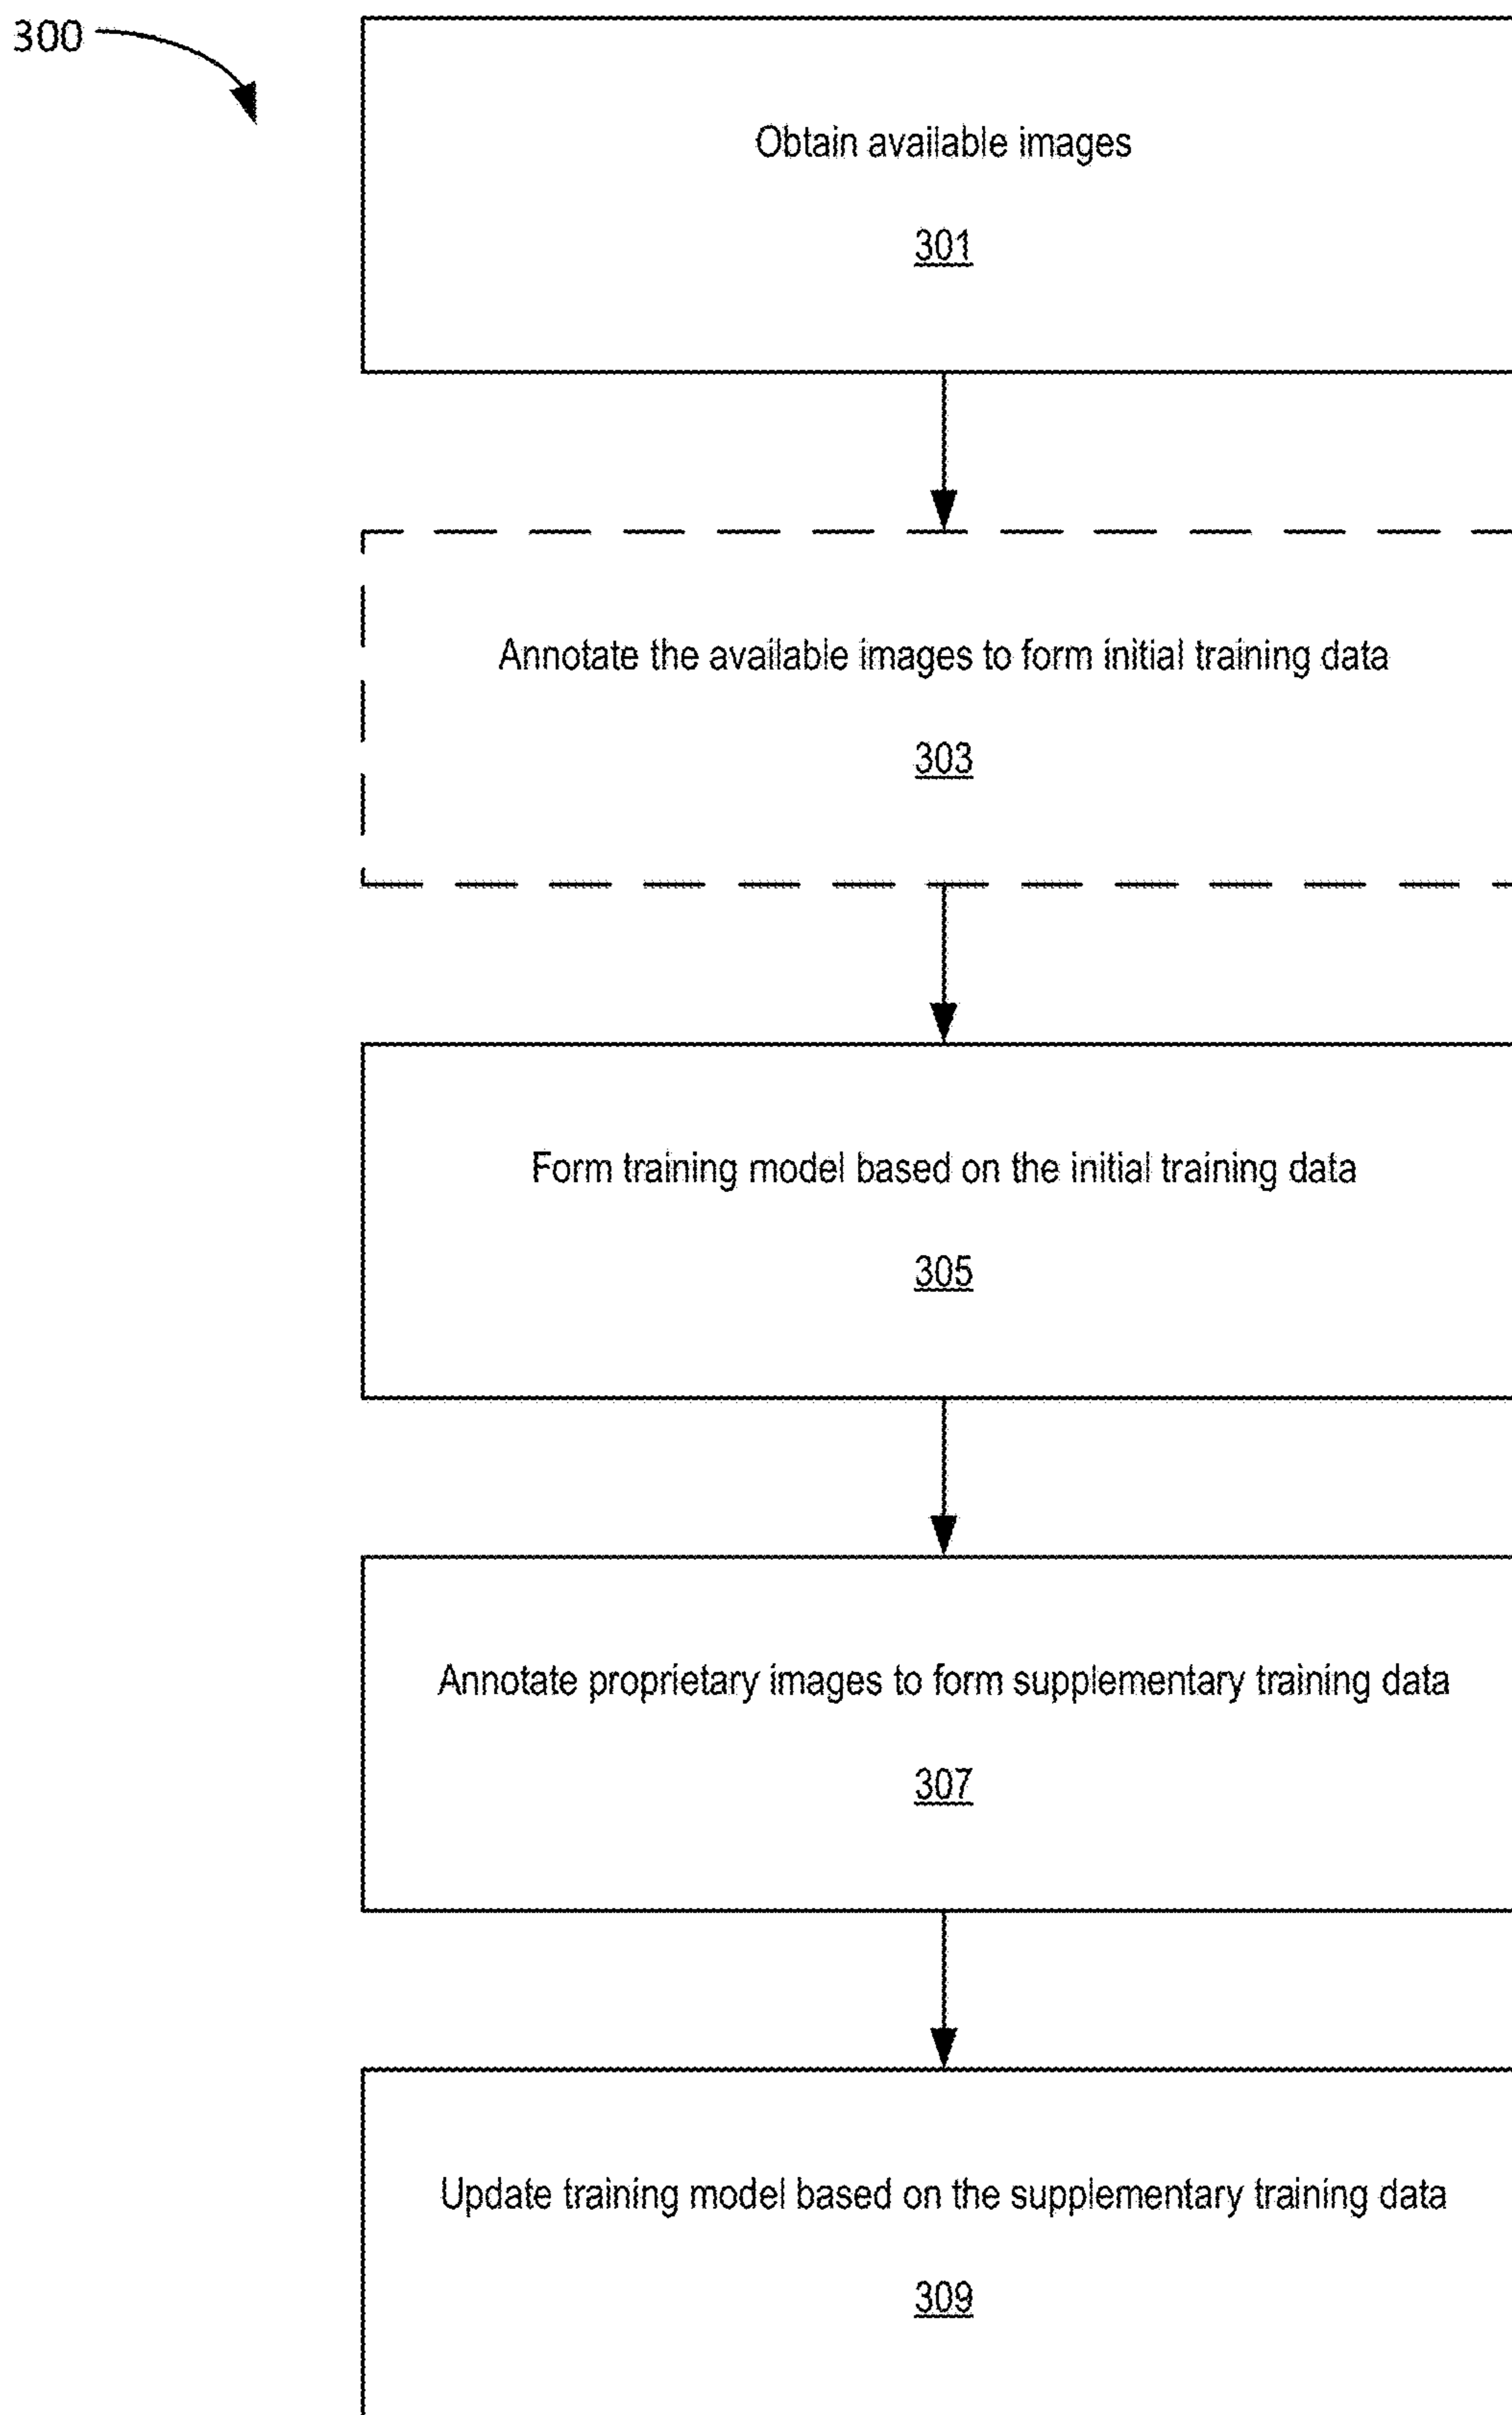 300
Obtain available images
301
Annotate the available images to form initial training data
303
Form training model based on the initial training data
305
Annotate proprietary images to form supplementary training data
307
Update training model based on the supplementary training data
309